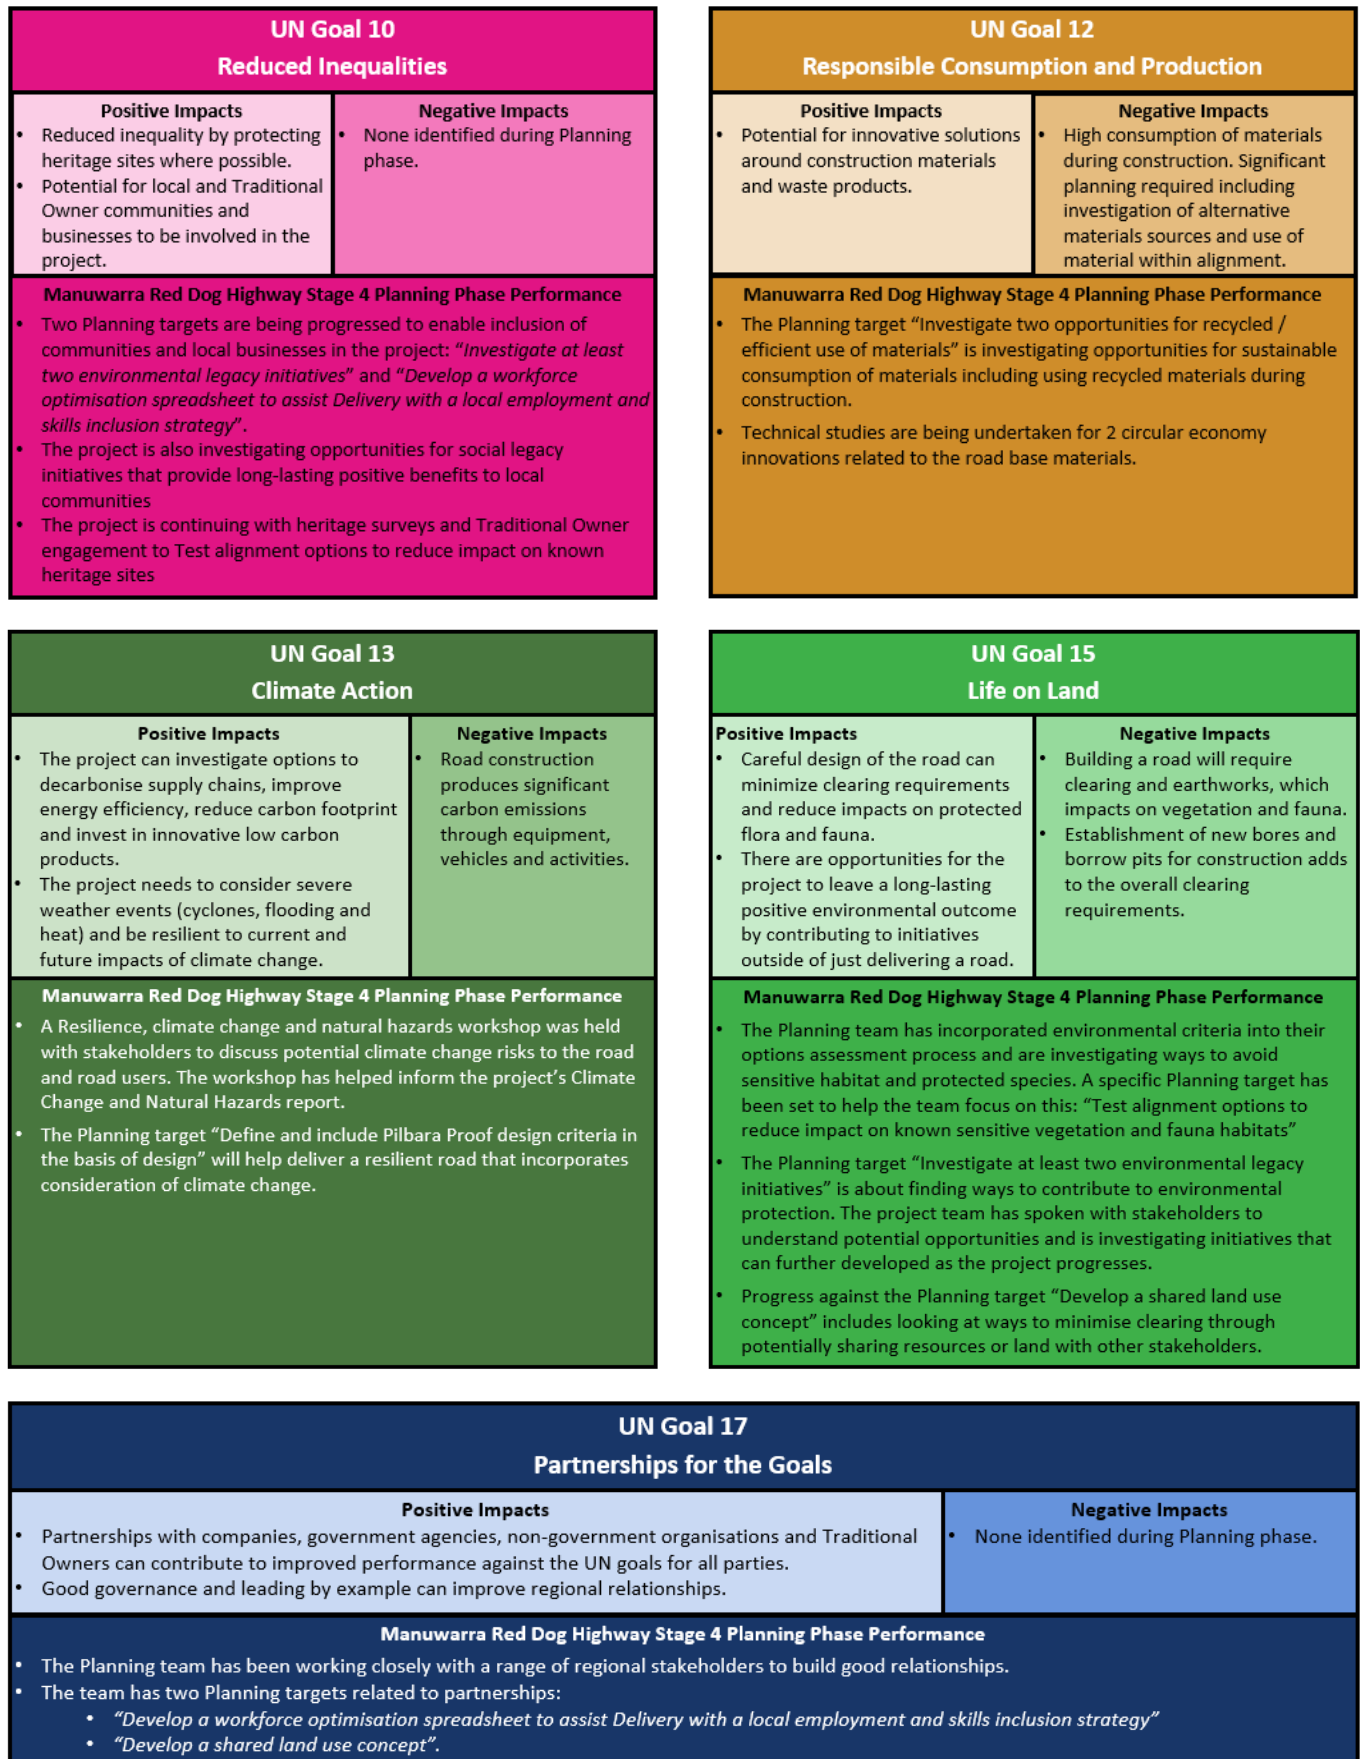 UN Goal 10
Reduced Inequalities
Positive Impacts
• Reduced inequality by protecting
heritage sites where possible.
• Potential for local and Traditional
Owner communities and
businesses to be involved in the
project.
Negative Impacts
• None identified during Planning
phase.
Manuwarra Red Dog Highway Stage 4 Planning Phase Performance
• Two Planning targets are being progressed to enable inclusion of
communities and local businesses in the project: “Investigate at least
two environmental legacy initiatives” and “Develop a workforce
optimisation spreadsheet to assist Delivery with a local employment and
skills inclusion strategy”.
• The project is also investigating opportunities for social legacy
initiatives that provide long-lasting positive benefits to local
communities
• The project is continuing with heritage surveys and Traditional Owner
engagement to Test alignment options to reduce impact on known
heritage sites
UN Goal 12
Responsible Consumption and Production
Positive Impacts
• Potential for innovative solutions
around construction materials
and waste products.
Negative Impacts
• High consumption of materials
during construction. Significant
planning required including
investigation of alternative
materials sources and use of
material within alignment.
Manuwarra Red Dog Highway Stage 4 Planning Phase Performance
• The Planning target “Investigate two opportunities for recycled /
efficient use of materials” is investigating opportunities for sustainable
consumption of materials including using recycled materials during
construction.
• Technical studies are being undertaken for 2 circular economy
innovations related to the road base materials.
UN Goal 13
Climate Action
Positive Impacts
• The project can investigate options to
decarbonise supply chains, improve
energy efficiency, reduce carbon footprint
and invest in innovative low carbon
products.
• The project needs to consider severe
weather events (cyclones, flooding and
heat) and be resilient to current and
future impacts of climate change.
Negative Impacts
• Road construction
produces significant
carbon emissions
through equipment,
vehicles and activities.
Manuwarra Red Dog Highway Stage 4 Planning Phase Performance
• A Resilience, climate change and natural hazards workshop was held
with stakeholders to discuss potential climate change risks to the road
and road users. The workshop has helped inform the project’s Climate
Change and Natural Hazards report.
• The Planning target “Define and include Pilbara Proof design criteria in
the basis of design” will help deliver a resilient road that incorporates
consideration of climate change.
UN Goal 15
Life on Land
Positive Impacts
• Careful design of the road can
minimize clearing requirements
and reduce impacts on protected
flora and fauna.
• There are opportunities for the
project to leave a long-lasting
positive environmental outcome
by contributing to initiatives
outside of just delivering a road.
Negative Impacts
• Building a road will require
clearing and earthworks, which
impacts on vegetation and fauna.
• Establishment of new bores and
borrow pits for construction adds
to the overall clearing
requirements.
Manuwarra Red Dog Highway Stage 4 Planning Phase Performance
• The Planning team has incorporated environmental criteria into their
options assessment process and are investigating ways to avoid
sensitive habitat and protected species. A specific Planning target has
been set to help the team focus on this: “Test alignment options to
reduce impact on known sensitive vegetation and fauna habitats”
• The Planning target “Investigate at least two environmental legacy
initiatives” is about finding ways to contribute to environmental
protection. The project team has spoken with stakeholders to
understand potential opportunities and is investigating initiatives that
can further developed as the project progresses.
• Progress against the Planning target “Develop a shared land use
concept” includes looking at ways to minimise clearing through
potentially sharing resources or land with other stakeholders.
UN Goal 17
Partnerships for the Goals
Positive Impacts
• Partnerships with companies, government agencies, non-government organisations and Traditional
Owners can contribute to improved performance against the UN goals for all parties.
• Good governance and leading by example can improve regional relationships.
Negative Impacts
• None identified during Planning phase.
Manuwarra Red Dog Highway Stage 4 Planning Phase Performance
• The Planning team has been working closely with a range of regional stakeholders to build good relationships.
• The team has two Planning targets related to partnerships:
• “Develop a workforce optimisation spreadsheet to assist Delivery with a local employment and skills inclusion strategy”
• “Develop a shared land use concept”.